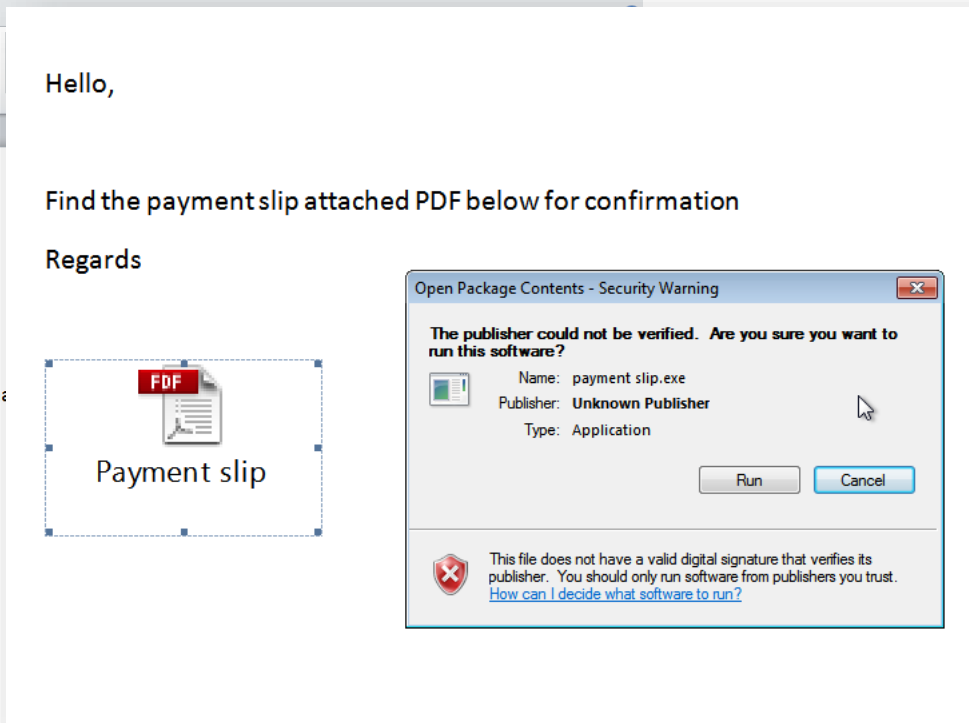 Hello,
Find the payment slip attached PDF below for confirmation
Regards
FDF
Payment slip
Open Package Contents - Security Warning
The publisher could not be verified. Are you sure you want to
run this software?
Name: payment slip.exe
Publisher: Unknown Publisher
Type: Application
Run Cancel
This file does not have a valid digital signature that verifies its
publisher. You should only run software from publishers you trust.
How can I decide what software to run?